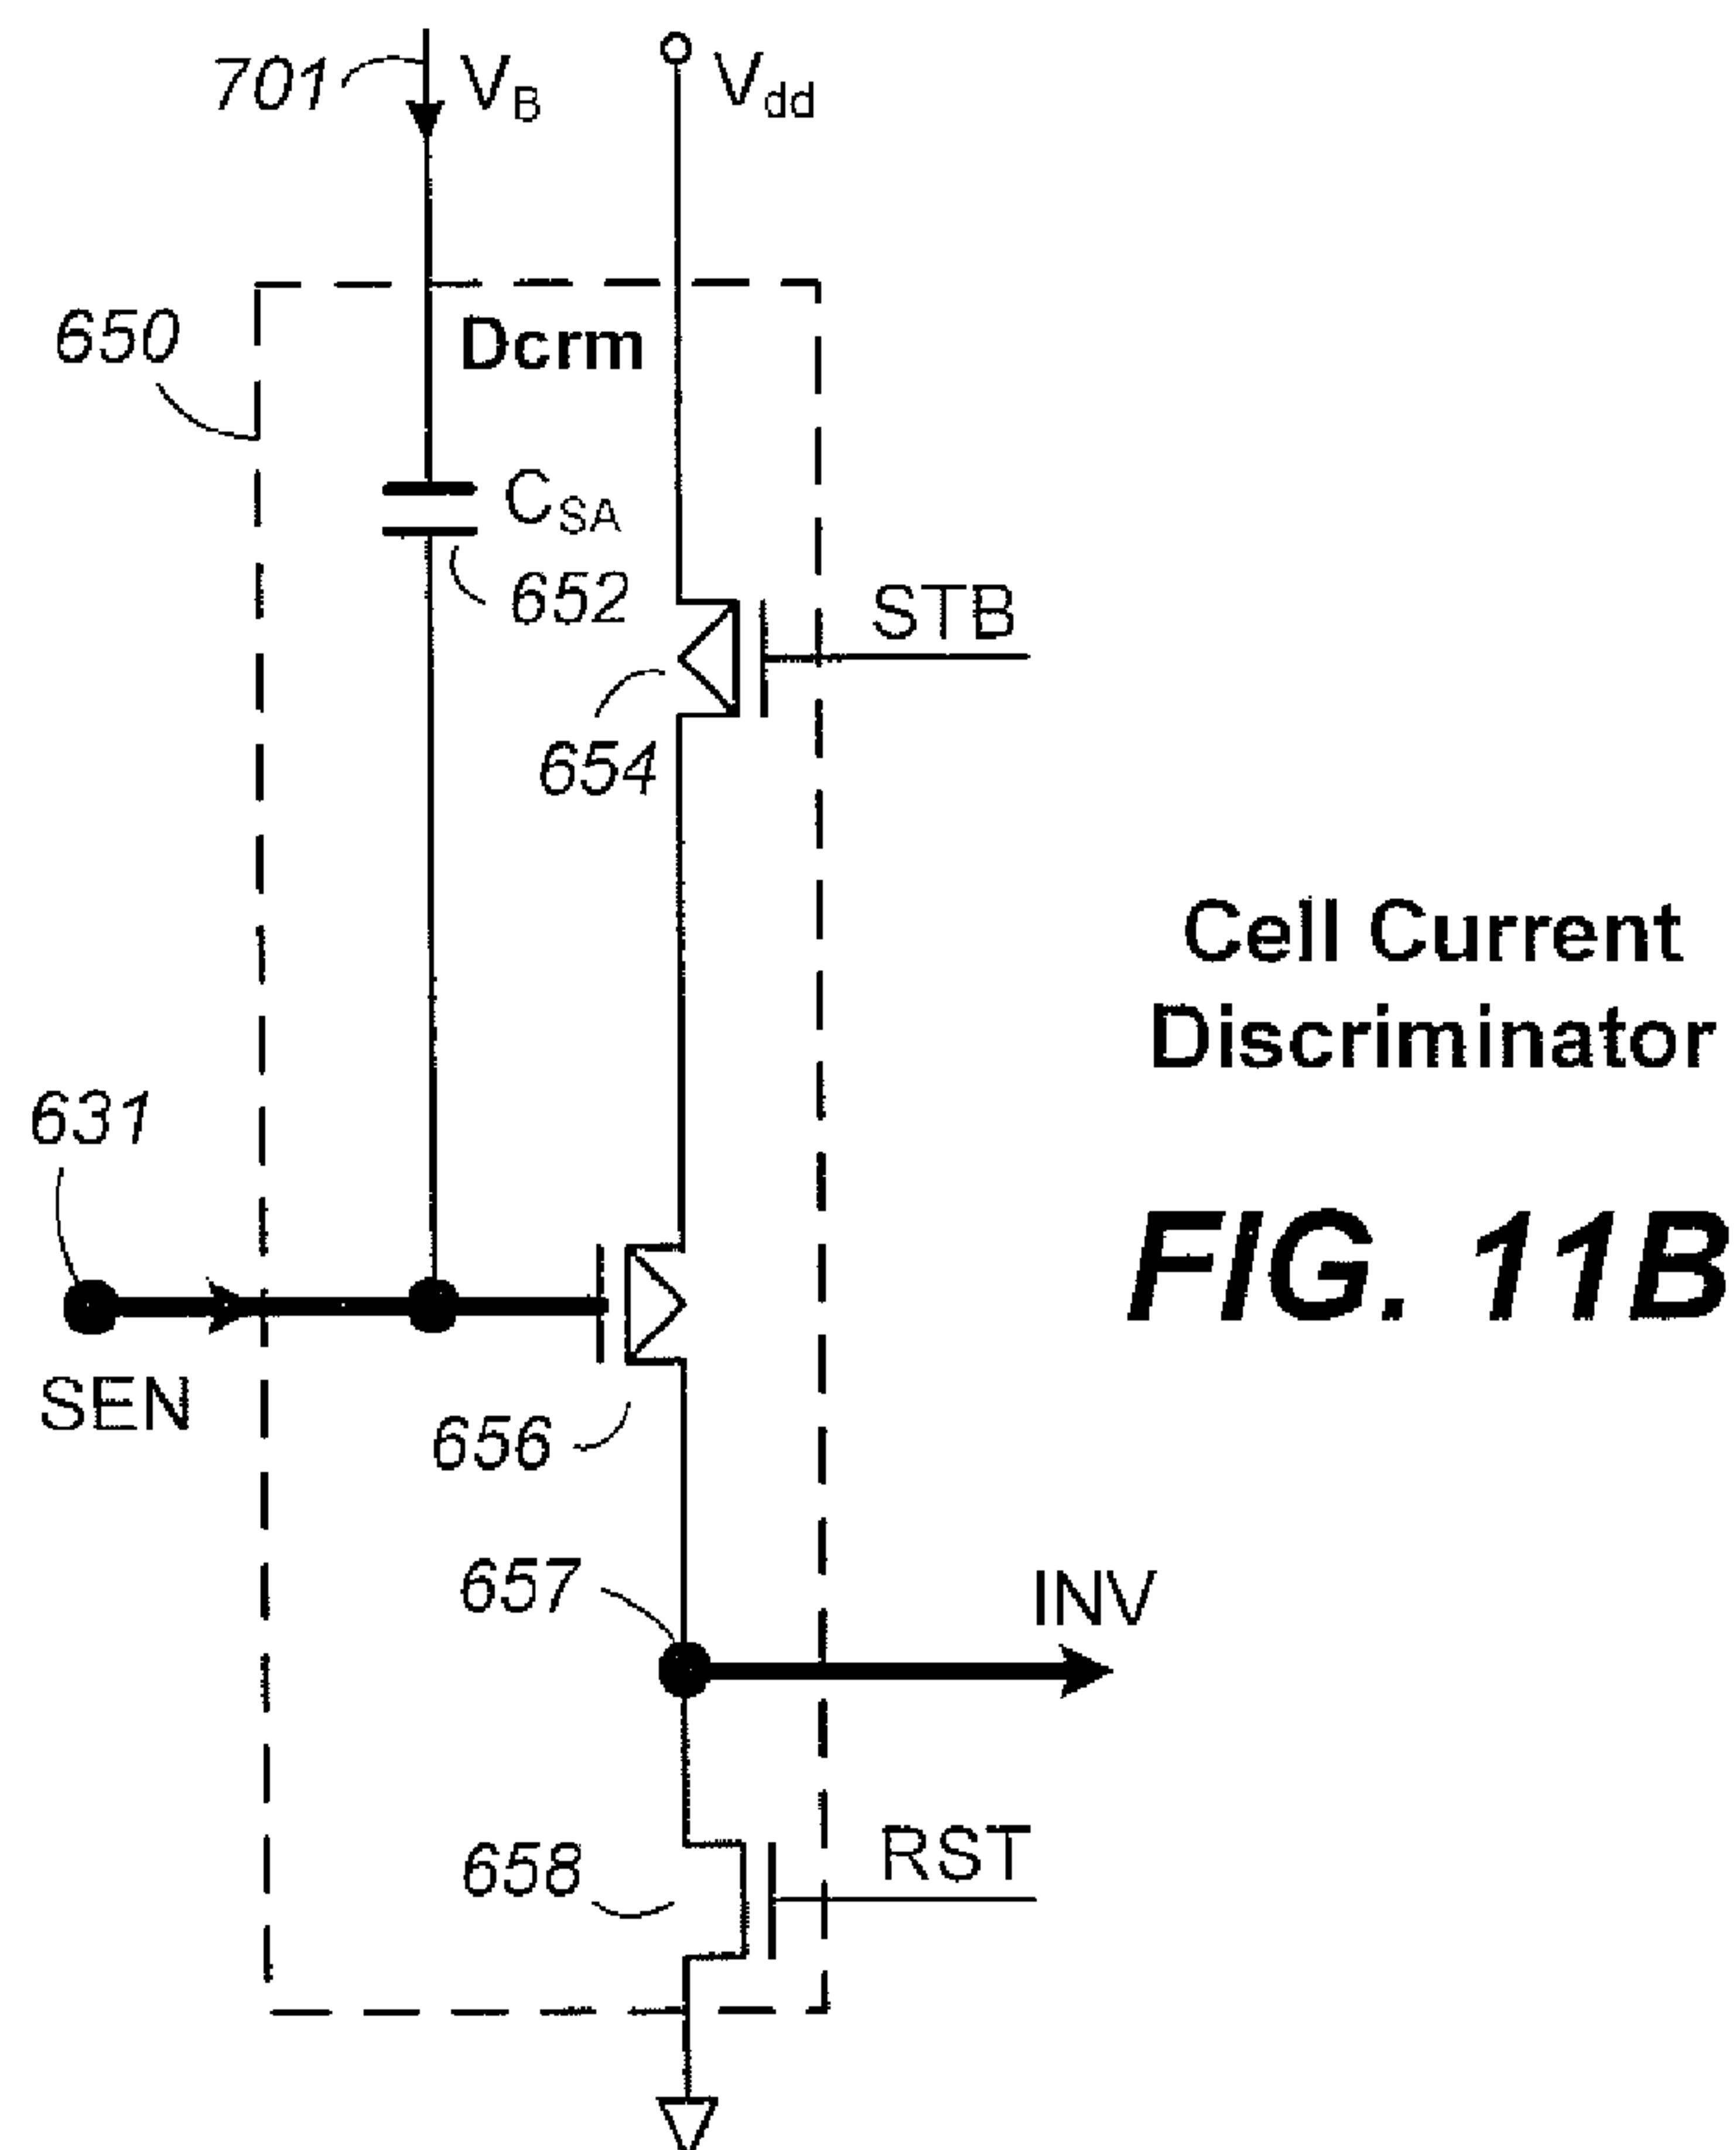 701
V_B
V_dd
650
Dcrm
C_SA
652
STB
654
Cell Current
Discriminator
631
FIG. 11B
SEN
656
657
INV
658
RST